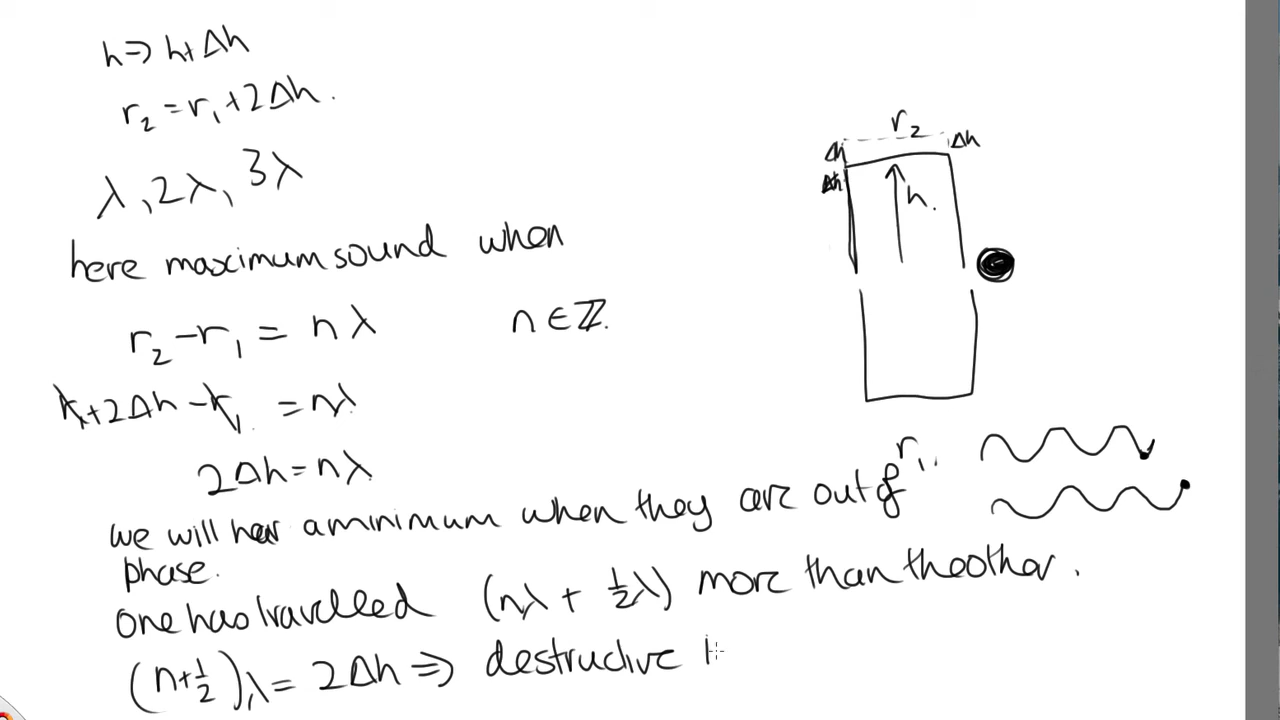 h => h + Δh
r₂ = r₁ + 2Δh.
λ, 2λ, 3λ
here maximum sound when
r₂ - r₁ = nλ n ∈ ℤ.
2Δh - r₁ = nλ
2Δh = nλ
we will hear a minimum when they are out of
phase.
one has travelled (nλ + ½λ) more than the other.
(n + ½)λ = 2Δh => destructive
r₂
Δh
Δh
Δh
h.
r₁.